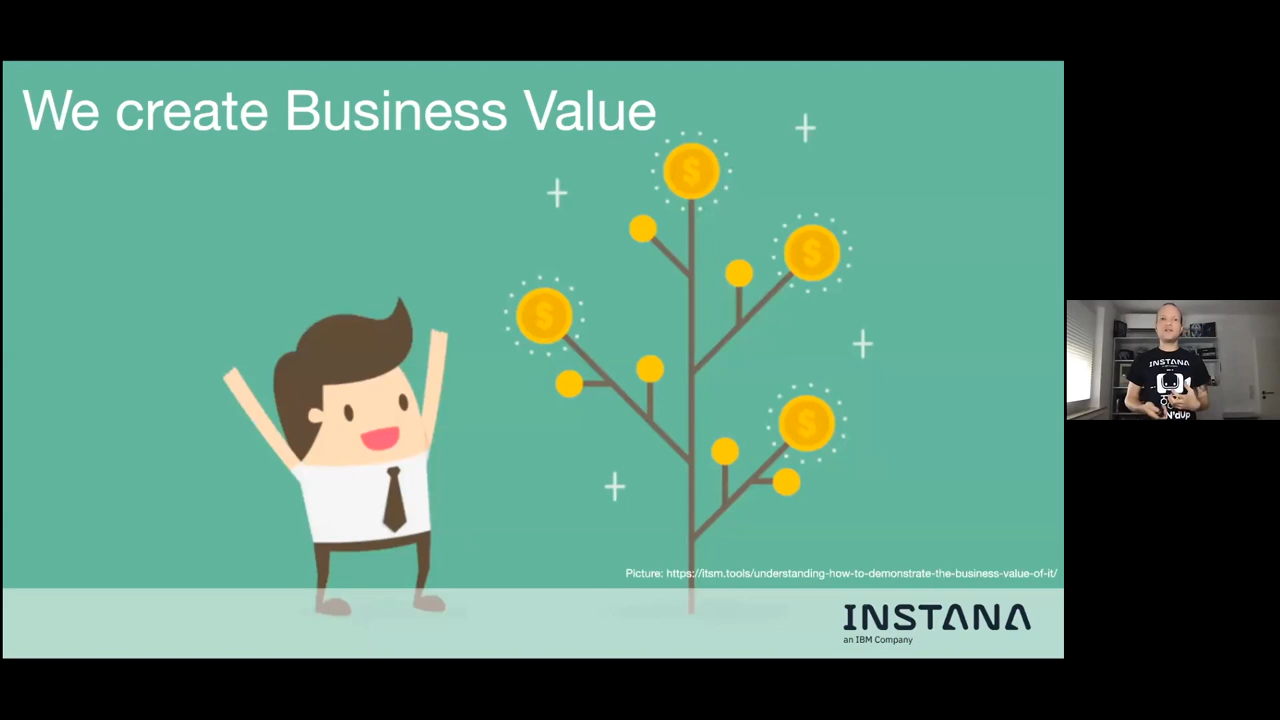 We create Business Value
$
$
$
$
Picture: https://itsm.tools/understanding-how-to-demonstrate-the-business-value-of-it/
INSTANA
an IBM Company
INSTANA